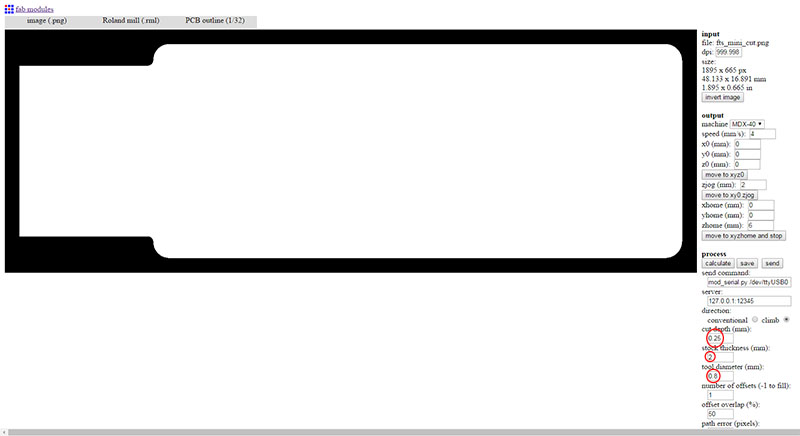 fab modules
image (.png) Roland mill (.rml) PCB outline (1/32)
input
file: fts_mini_cut.png
dpi: 999.998
size:
1895 x 665 px
48.133 x 16.891 mm
1.895 x 0.665 in
invert image
output
machine MDX-40
speed (mm/s): 4
x0 (mm): 0
y0 (mm): 0
z0 (mm): 0
move to xyz0
zjog (mm): 2
move to xy0 zjog
xhome (mm): 0
yhome (mm): 0
zhome (mm): 6
move to xyzhome and stop
process
calculate save send
send command:
mod_serial.py /dev/ttyUSB0
server:
127.0.0.1:12345
direction:
conventional climb
cut depth (mm):
0.25
stock thickness (mm):
2
tool diameter (mm):
0.8
number of offsets (-1 to fill):
1
offset overlap (%):
50
path error (pixels):